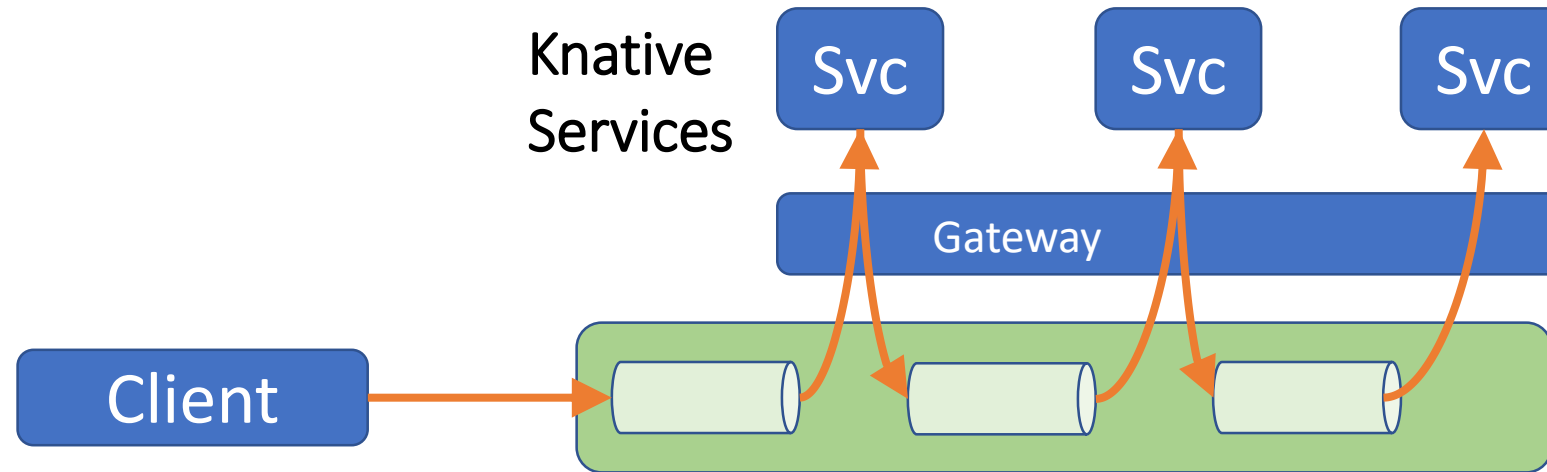 Knative
Services
Svc
Svc
Svc
Gateway
Client